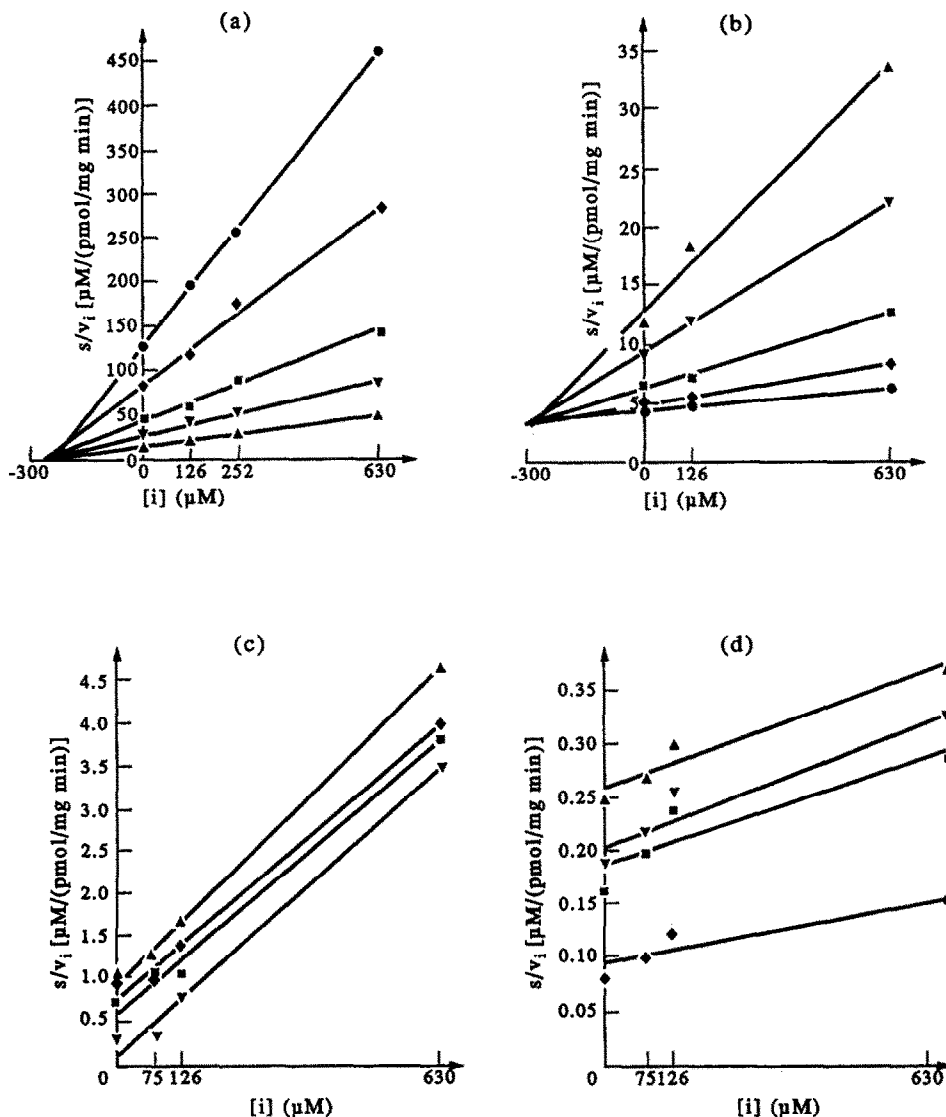 (a)
s/vi [µM/(pmol/mg min)]
450
400
350
300
250
200
150
100
50
0
-300 0 126 252 630
[i] (µM)
(b)
s/vi [µM/(pmol/mg min)]
35
30
25
20
15
10
5
0
-300 0 126 630
[i] (µM)
(c)
s/vi [µM/(pmol/mg min)]
4.5
4.0
3.5
3.0
2.5
2.0
1.5
1.0
0.5
0 75 126 630
[i] (µM)
(d)
s/vi [µM/(pmol/mg min)]
0.35
0.30
0.25
0.20
0.15
0.10
0.05
0 75 126 630
[i] (µM)